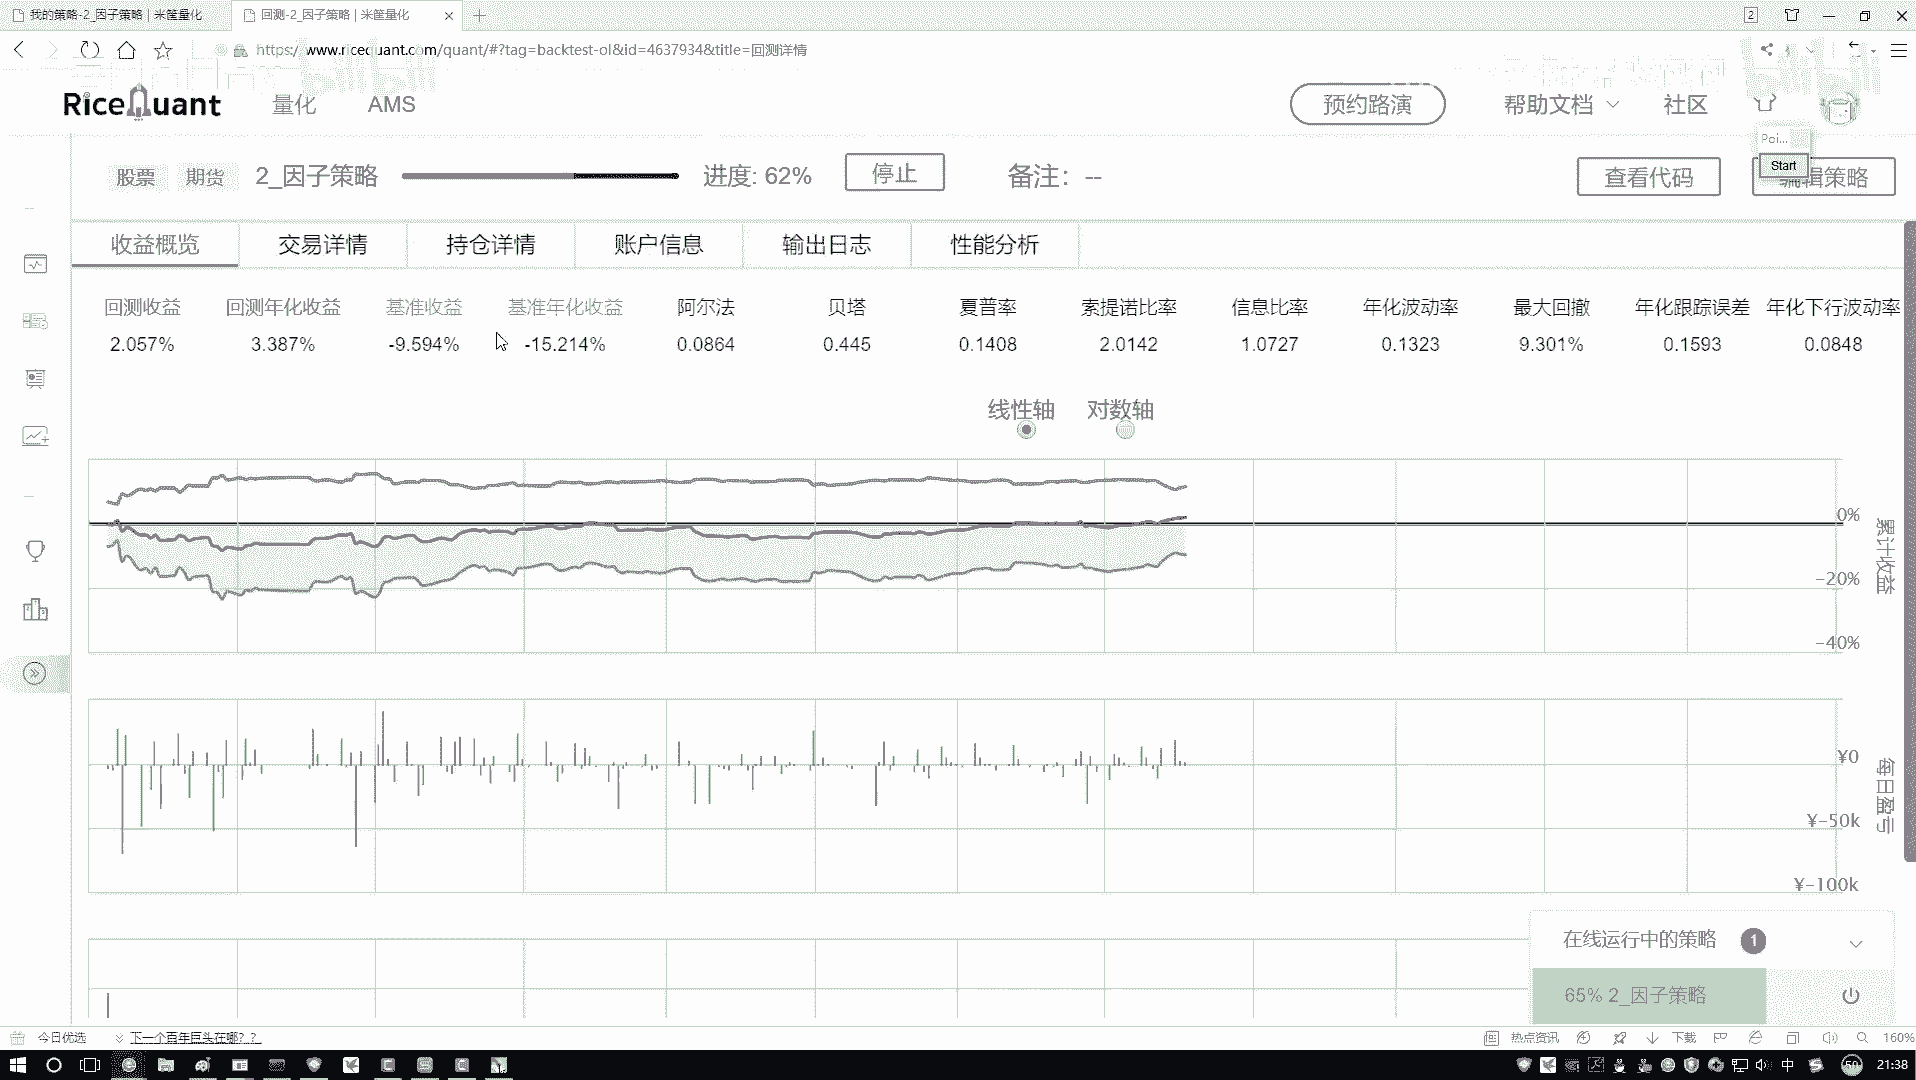 我的策略-2_因子策略 | 米筐量化
回测-2_因子策略 | 米筐量化
2
https://www.ricequant.com/quant/#?tag=backtest-ol&id=4637934&title=回测详情
RiceQuant 量化 AMS 预约路演 帮助文档 社区
Poi...
Start
股票 期货 2_因子策略 进度: 62% 停止 备注: -- 查看代码 编辑策略
收益概览 交易详情 持仓详情 账户信息 输出日志 性能分析
回测收益 回测年化收益 基准收益 基准年化收益 阿尔法 贝塔 夏普率 索提诺比率 信息比率 年化波动率 最大回撤 年化跟踪误差 年化下行波动率
2.057% 3.387% -9.594% -15.214% 0.0864 0.445 0.1408 2.0142 1.0727 0.1323 9.301% 0.1593 0.0848
线性轴 对数轴
0%
-20%
-40%
累计收益
¥0
¥-50k
¥-100k
每日盈亏
在线运行中的策略 1
65% 2_因子策略
今日优选 下一个百年巨头在哪？？ 热点资讯 下载 160%
中 50 21:38